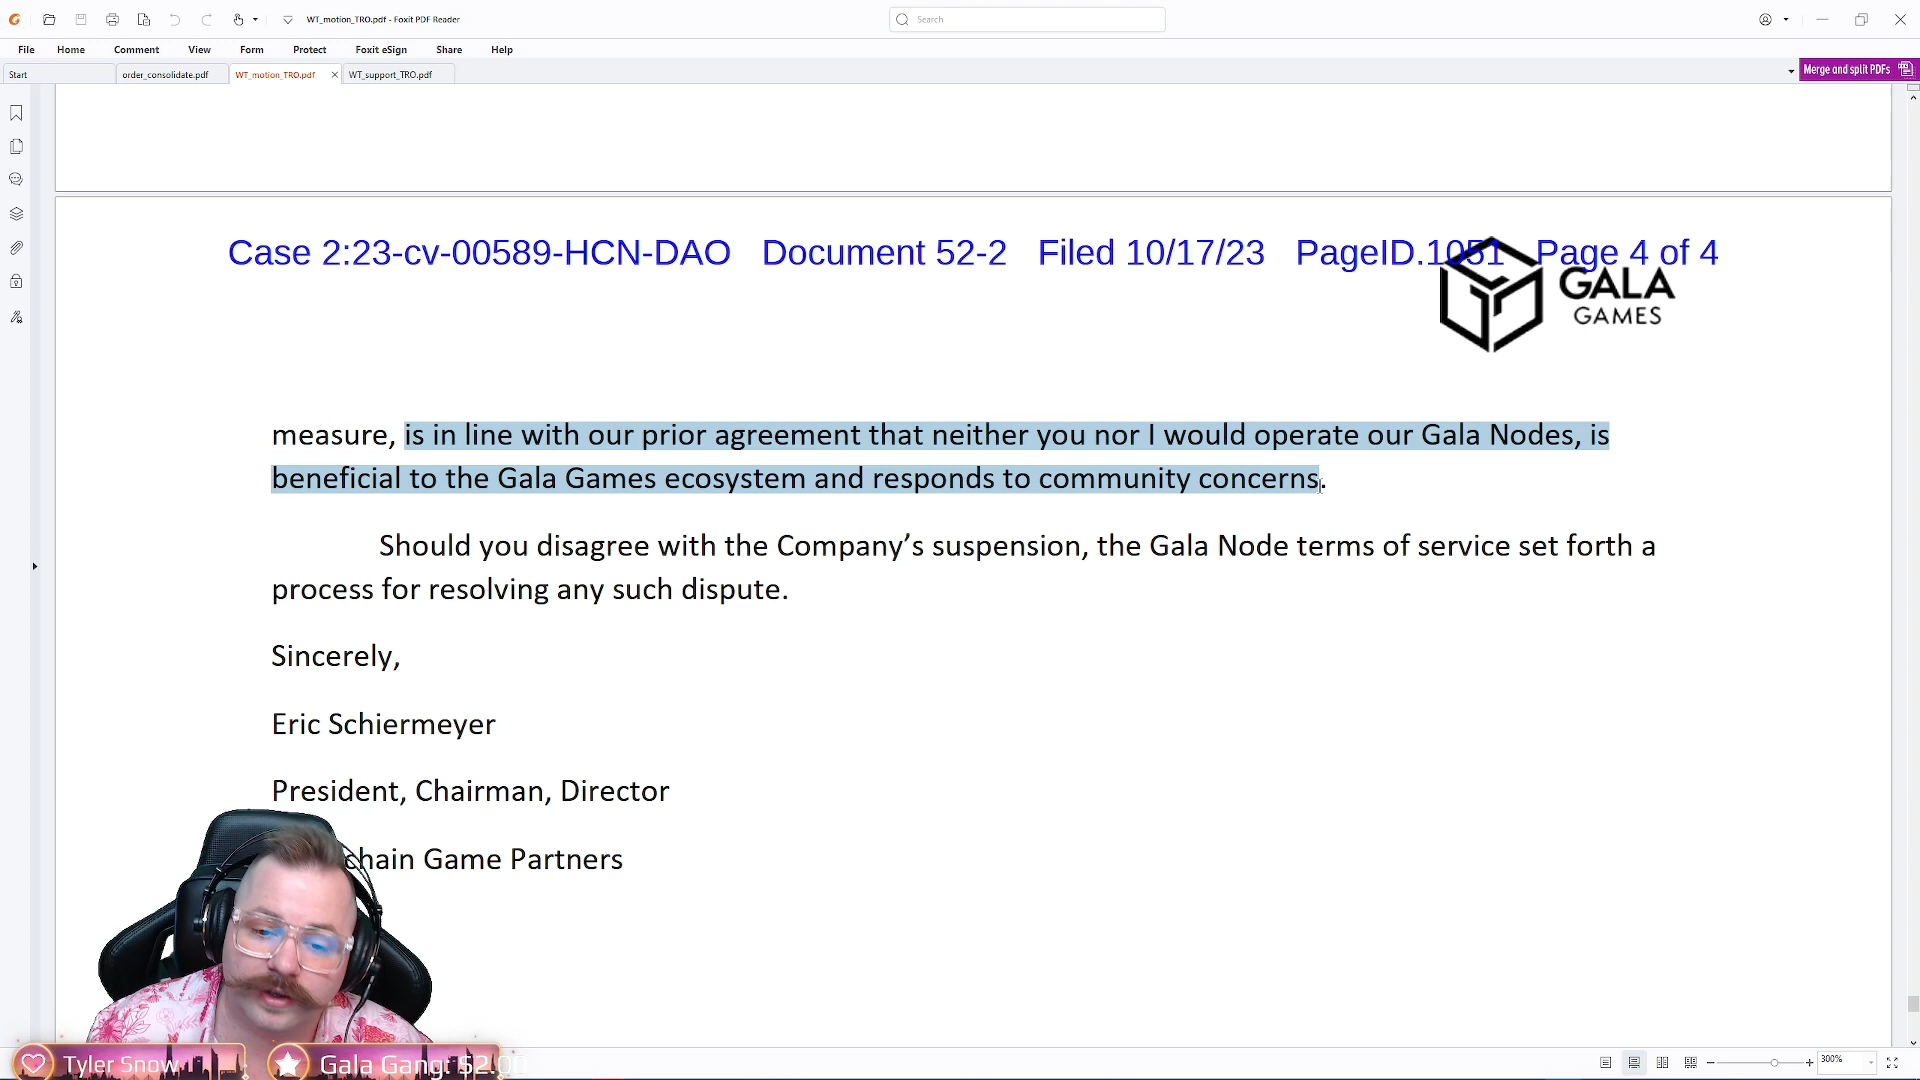 WT_motion_TRO.pdf - Foxit PDF Reader
Search
File Home Comment View Form Protect Foxit eSign Share Help
Start order_consolidate.pdf WT_motion_TRO.pdf WT_support_TRO.pdf
Merge and split PDFs
Case 2:23-cv-00589-HCN-DAO Document 52-2 Filed 10/17/23 PageID.1051 Page 4 of 4
GALA
GAMES
measure, is in line with our prior agreement that neither you nor I would operate our Gala Nodes, is
beneficial to the Gala Games ecosystem and responds to community concerns.
Should you disagree with the Company’s suspension, the Gala Node terms of service set forth a
process for resolving any such dispute.
Sincerely,
Eric Schiermeyer
President, Chairman, Director
chain Game Partners
Tyler Snow
Gala Gang: $2.00
300%